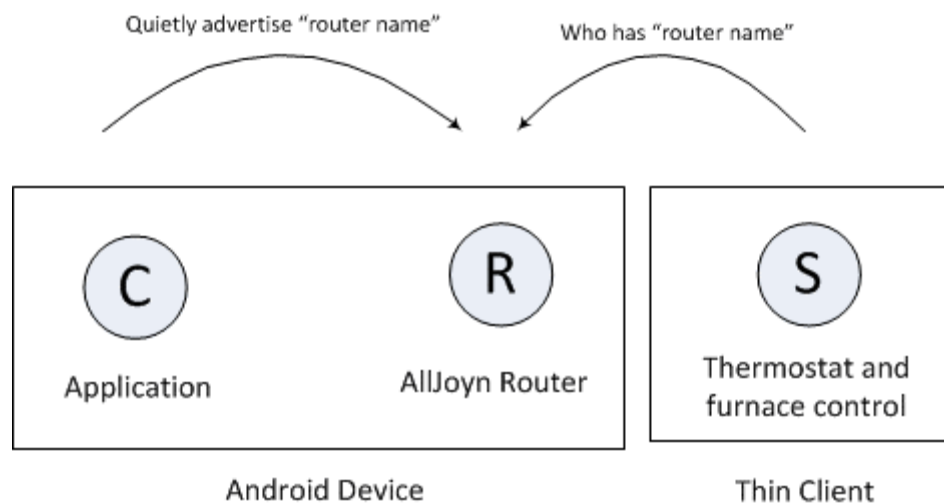 Quietly advertise “router name”
Who has “router name”
C
R
S
Application
AllJoyn Router
Thermostat and
furnace control
Android Device
Thin Client